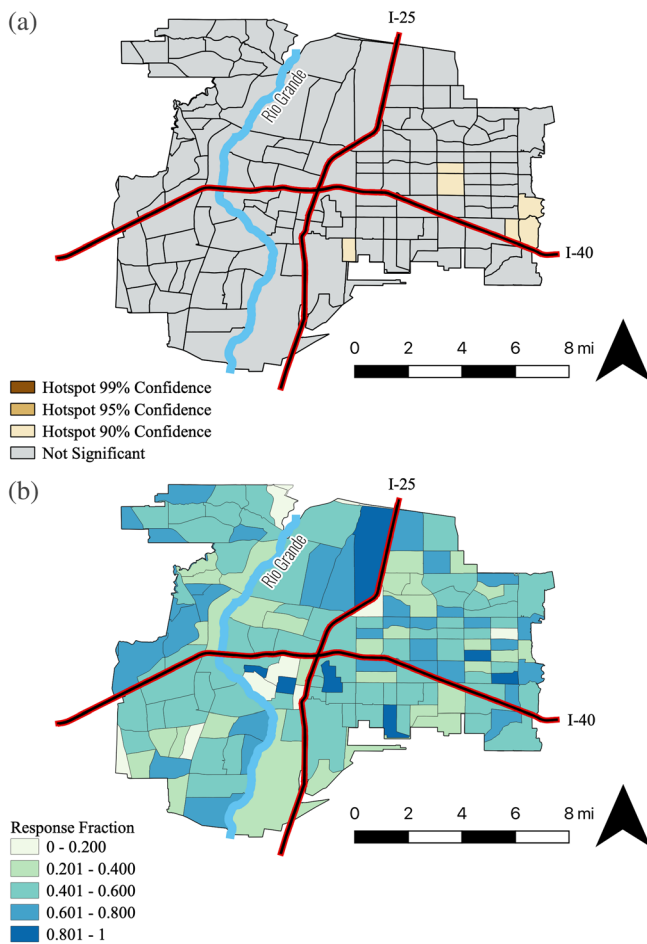 (a)
I-25
Rio Grande
I-40
0 2 4 6 8 mi
Hotspot 99% Confidence
Hotspot 95% Confidence
Hotspot 90% Confidence
Not Significant
(b)
I-25
Rio Grande
I-40
0 2 4 6 8 mi
Response Fraction
0 - 0.200
0.201 - 0.400
0.401 - 0.600
0.601 - 0.800
0.801 - 1